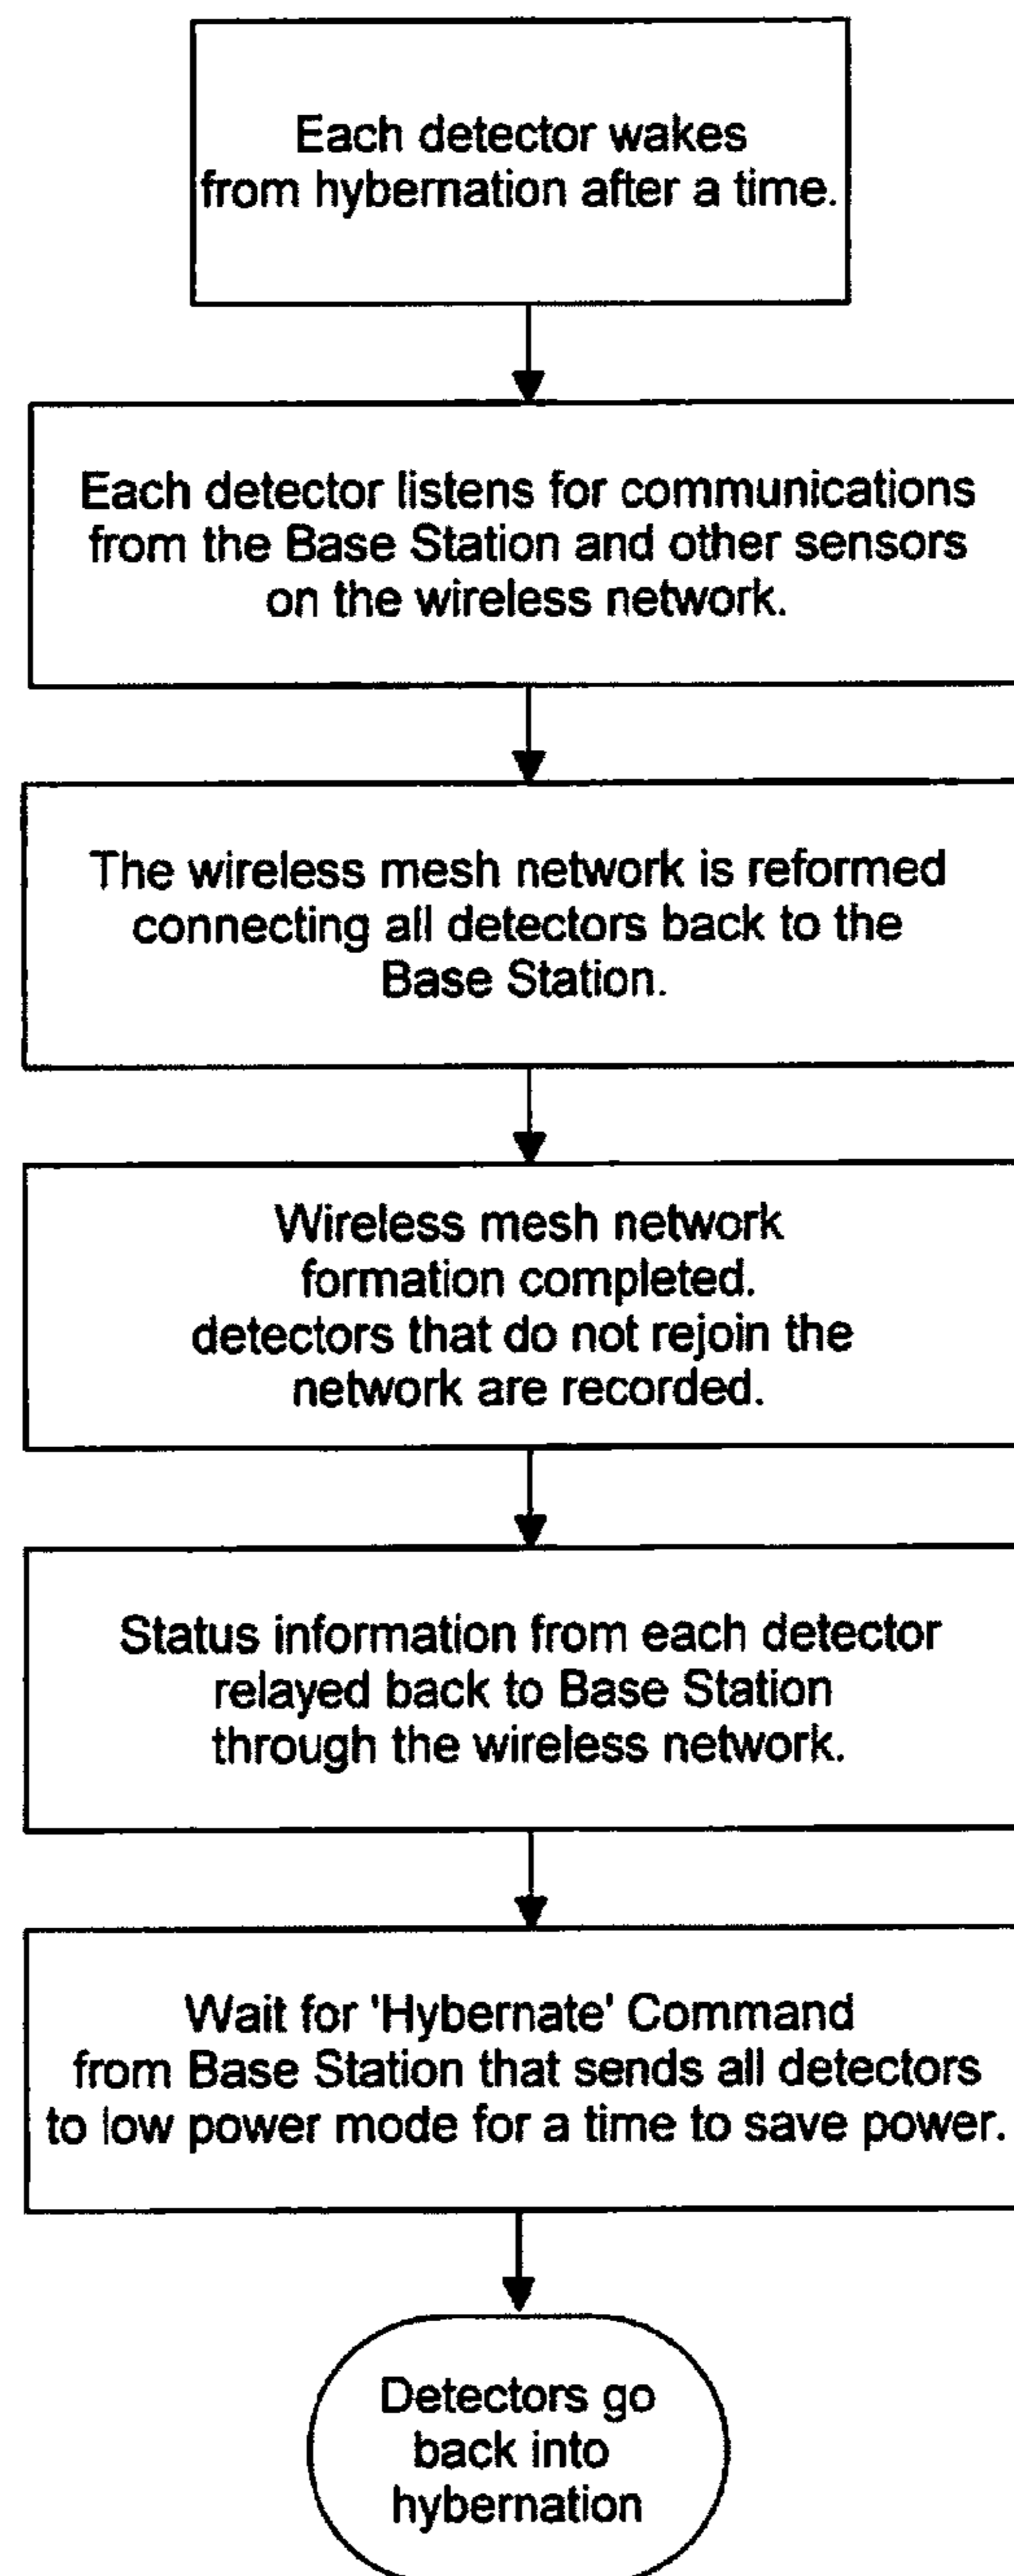 Each detector wakes
from hybernation after a time.
Each detector listens for communications
from the Base Station and other sensors
on the wireless network.
The wireless mesh network is reformed
connecting all detectors back to the
Base Station.
Wireless mesh network
formation completed.
detectors that do not rejoin the
network are recorded.
Status information from each detector
relayed back to Base Station
through the wireless network.
Wait for 'Hybernate' Command
from Base Station that sends all detectors
to low power mode for a time to save power.
Detectors go
back into
hybernation